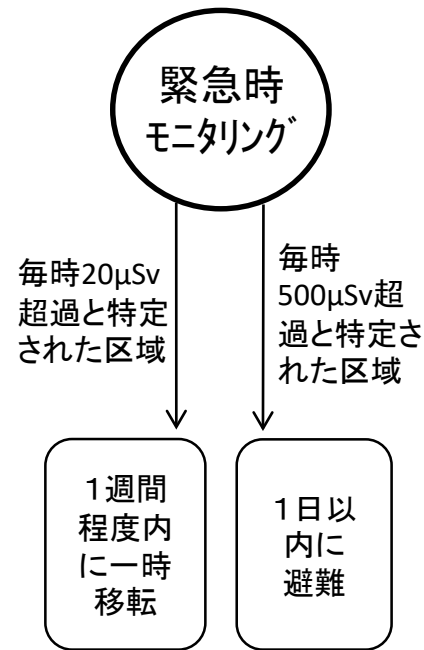 緊急時
モニタリング
毎時20μSv
超過と特定
された区域
毎時
500μSv超
過と特定さ
れた区域
１週間
程度内
に一時
移転
１日以
内に
避難